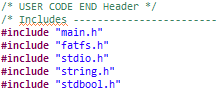 /* USER CODE END Header */
/* Includes -----------------------
#include "main.h"
#include "fatfs.h"
#include "stdio.h"
#include "string.h"
#include "stdbool.h"